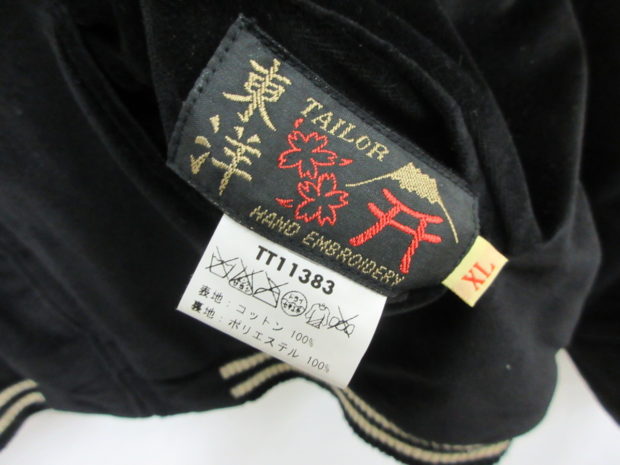 東洋
TAILOR
HAND EMBROIDERY
XL
TT11383
表地：コットン 100%
裏地：ポリエステル 100%